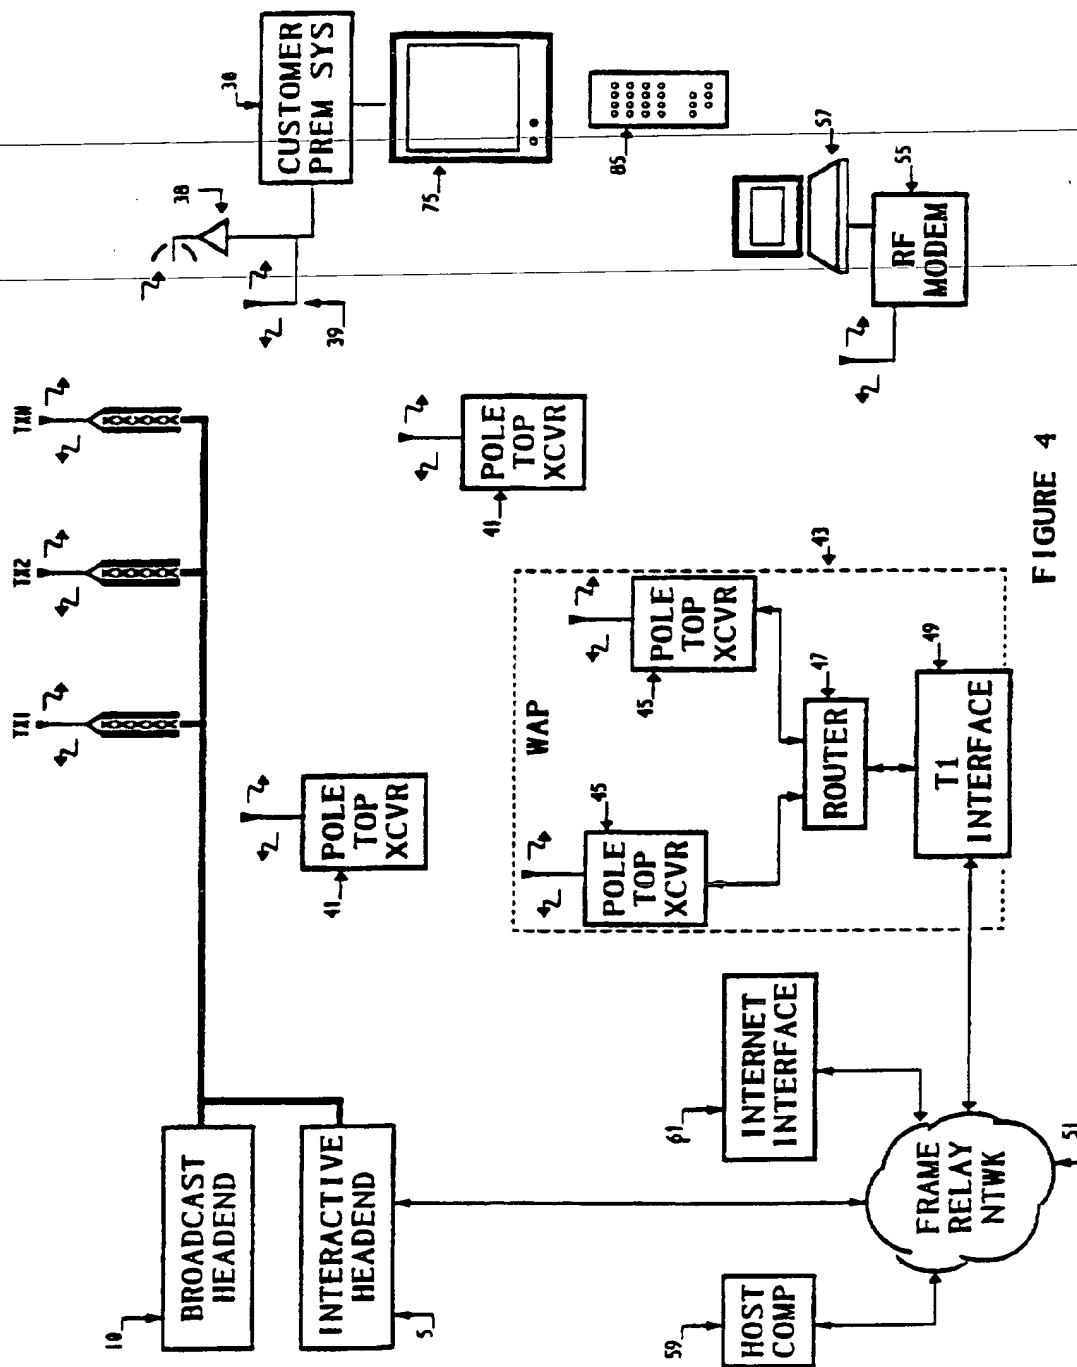 TX1
TX2
TXN
10
BROADCAST
HEADEND
INTERACTIVE
HEADEND
5
38
39
30
CUSTOMER
PREM SYS
75
85
41
POLE
TOP
XCVR
41
POLE
TOP
XCVR
57
55
RF
MODEM
WAP
43
45
POLE
TOP
XCVR
45
POLE
TOP
XCVR
47
ROUTER
49
T1
INTERFACE
61
INTERNET
INTERFACE
59
HOST
COMP
FRAME
RELAY
NTWK
51
FIGURE 4